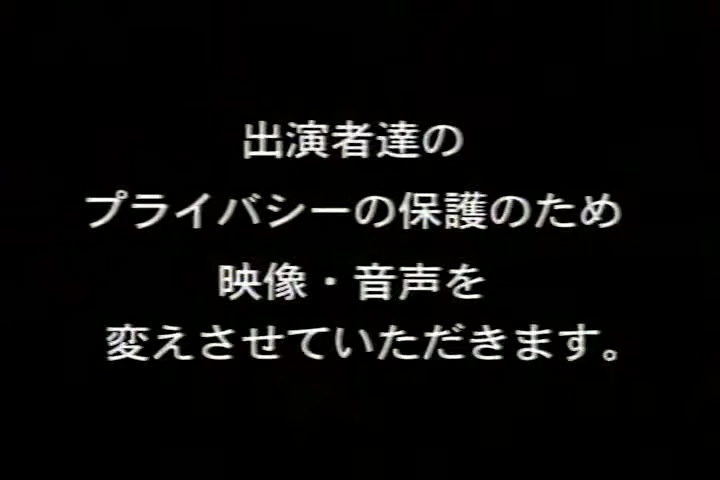 出演者達の
プライバシーの保護のため
映像・音声を
変えさせていただきます。